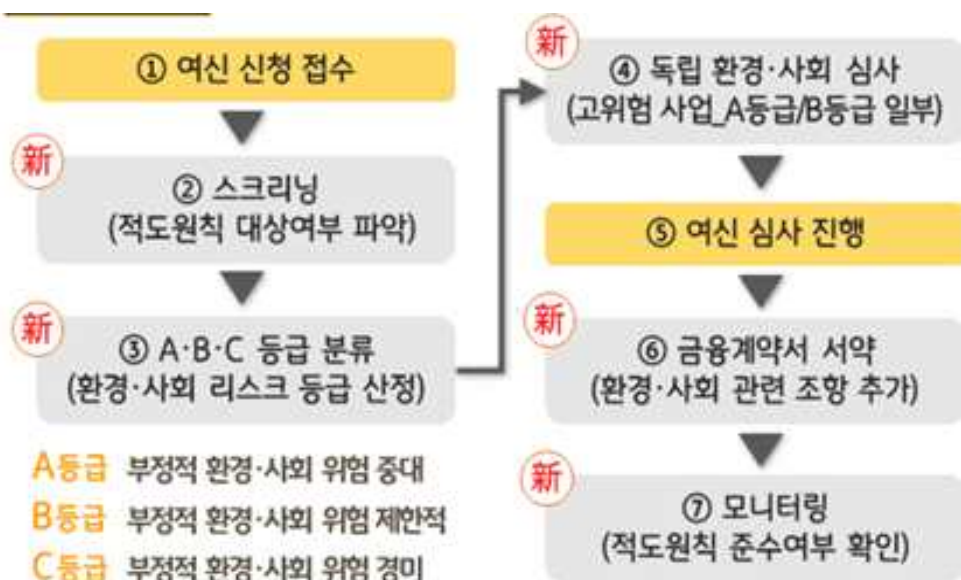 ① 여신 신청 접수
新
② 스크리닝
(적도원칙 대상여부 파악)
新
③ A·B·C 등급 분류
(환경·사회 리스크 등급 산정)
A등급 부정적 환경·사회 위험 중대
B등급 부정적 환경·사회 위험 제한적
C등급 부정적 환경·사회 위험 경미
新
④ 독립 환경·사회 심사
(고위험 사업_A등급/B등급 일부)
⑤ 여신 심사 진행
新
⑥ 금융계약서 서약
(환경·사회 관련 조항 추가)
新
⑦ 모니터링
(적도원칙 준수여부 확인)